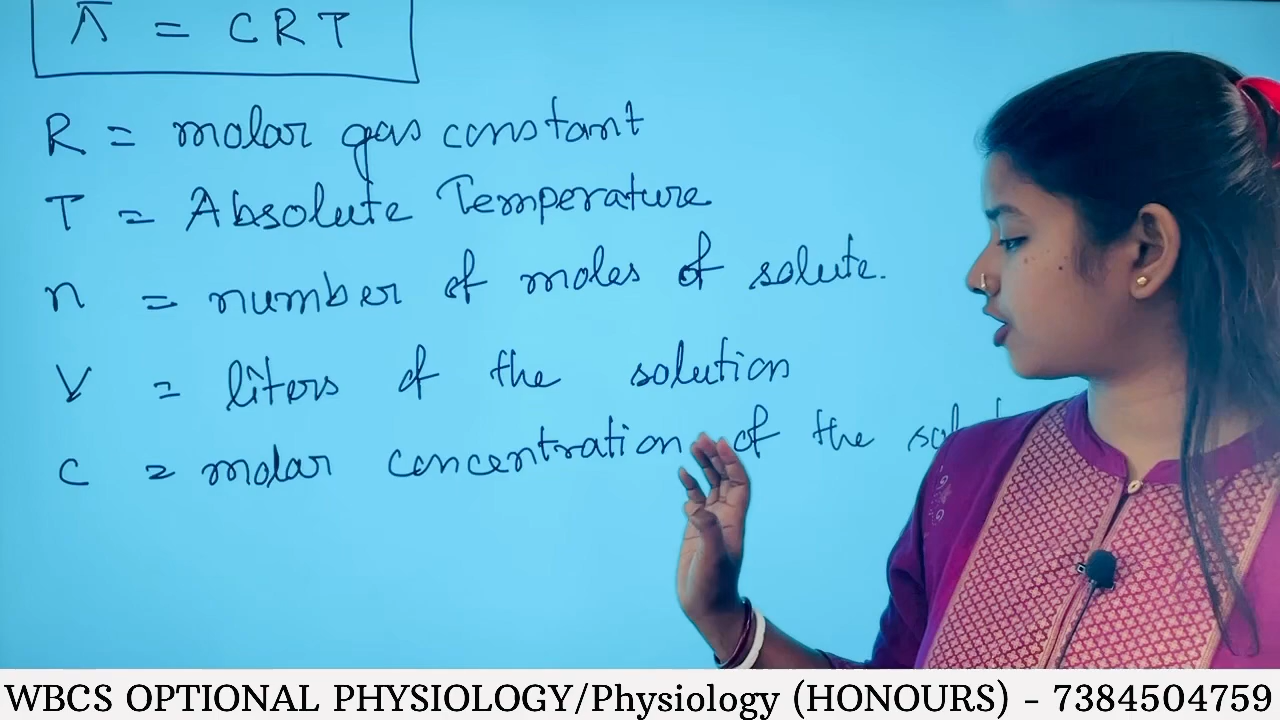 π = CRT
R = molar gas constant
T = Absolute Temperature
n = number of moles of solute.
V = liters of the solution
C = molar concentration of the
WBCS OPTIONAL PHYSIOLOGY/Physiology (HONOURS) - 7384504759